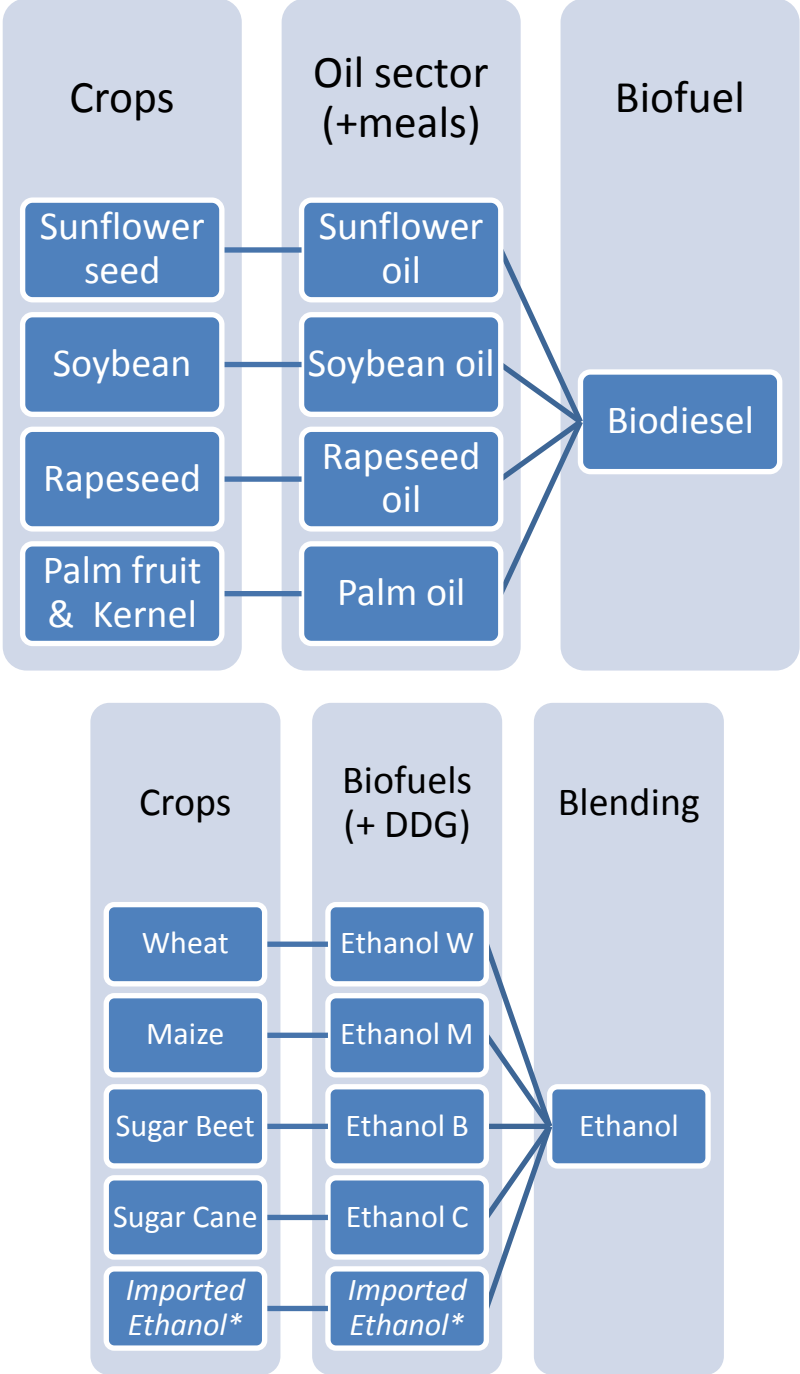 Crops
Oil sector
(+meals)
Biofuel
Sunflower
seed
Sunflower
oil
Soybean
Soybean oil
Biodiesel
Rapeseed
Rapeseed
oil
Palm fruit
& Kernel
Palm oil
Crops
Biofuels
(+ DDG)
Blending
Wheat
Ethanol W
Maize
Ethanol M
Sugar Beet
Ethanol B
Ethanol
Sugar Cane
Ethanol C
Imported
Ethanol*
Imported
Ethanol*